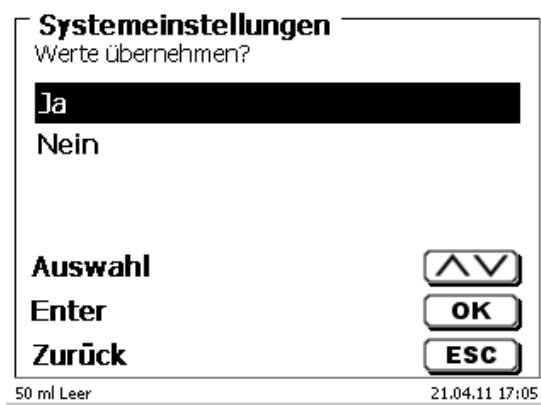 Systemeinstellungen
Werte übernehmen?
Ja
Nein
Auswahl
Enter OK
Zurück ESC
50 ml Leer 21.04.11 17:05